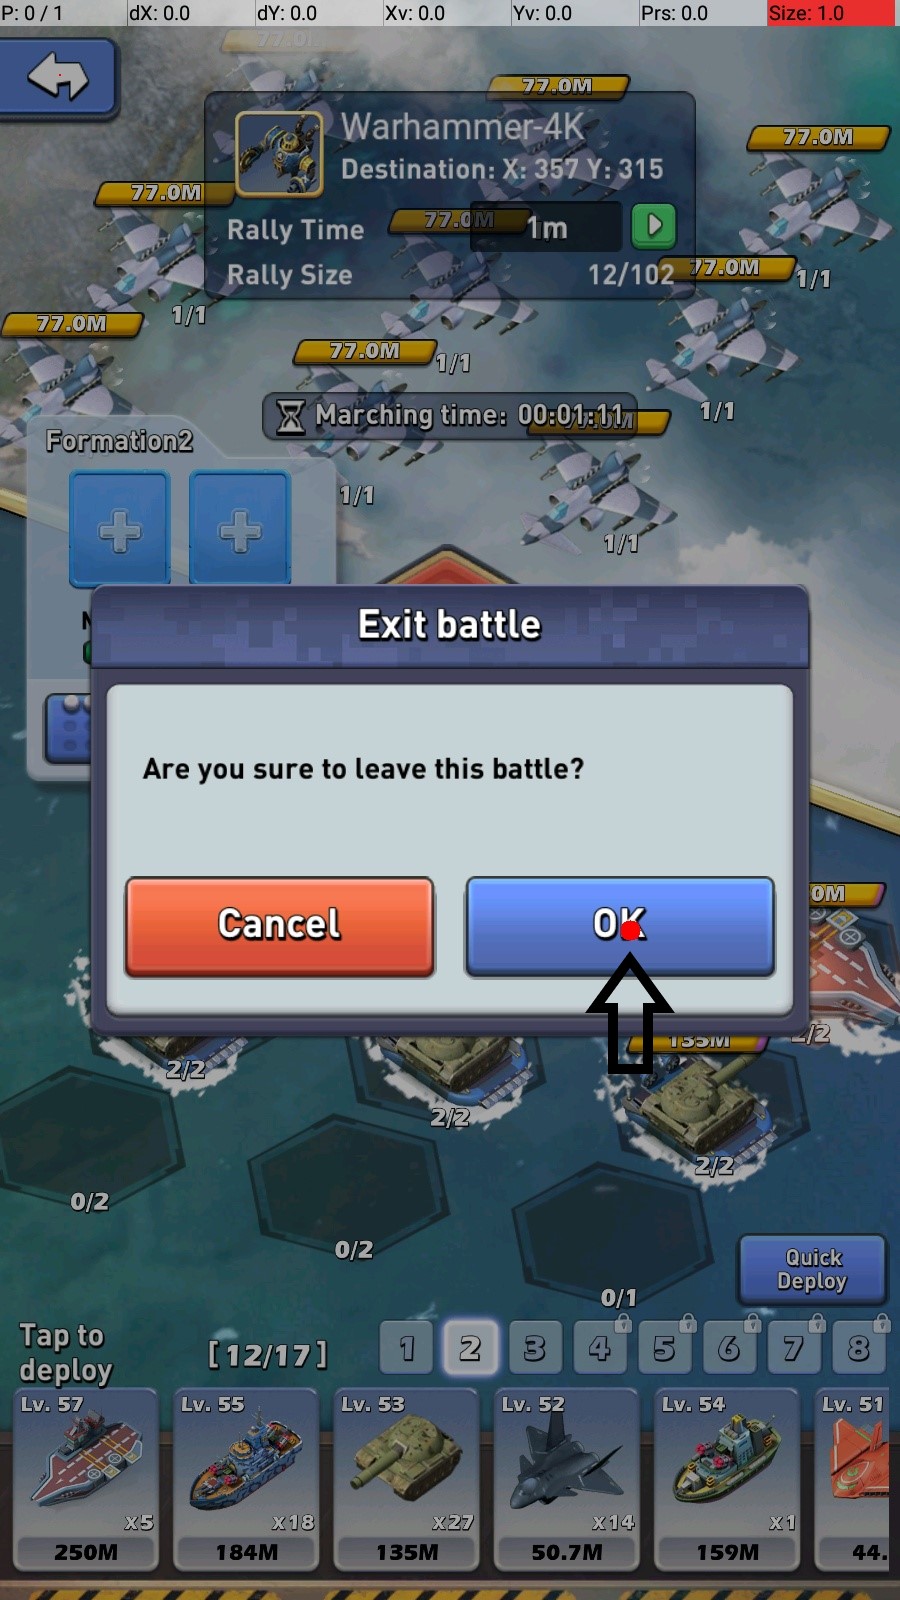 P: 0 / 1 dX: 0.0 dY: 0.0 Xv: 0.0 Yv: 0.0 Prs: 0.0 Size: 1.0
77.0M
77.0M
Warhammer-4K
77.0M
Destination: X: 357 Y: 315
77.0M
77.0M
Rally Time
1m
Rally Size
12/102
77.0M
1/1
1/1
77.0M
77.0M
1/1
1/1
Marching time: 00:01:11
Formation2
1/1
1/1
Exit battle
Are you sure to leave this battle?
Cancel
OK
2/2
135M
2/2
2/2
2/2
0/2
0/2
0/1
Quick
Deploy
Tap to
deploy
[12/17]
1 2 3 4 5 6 7 8
Lv. 57 Lv. 55 Lv. 53 Lv. 52 Lv. 54 Lv. 51
x5 x18 x27 x14 x1
250M 184M 135M 50.7M 159M 44.